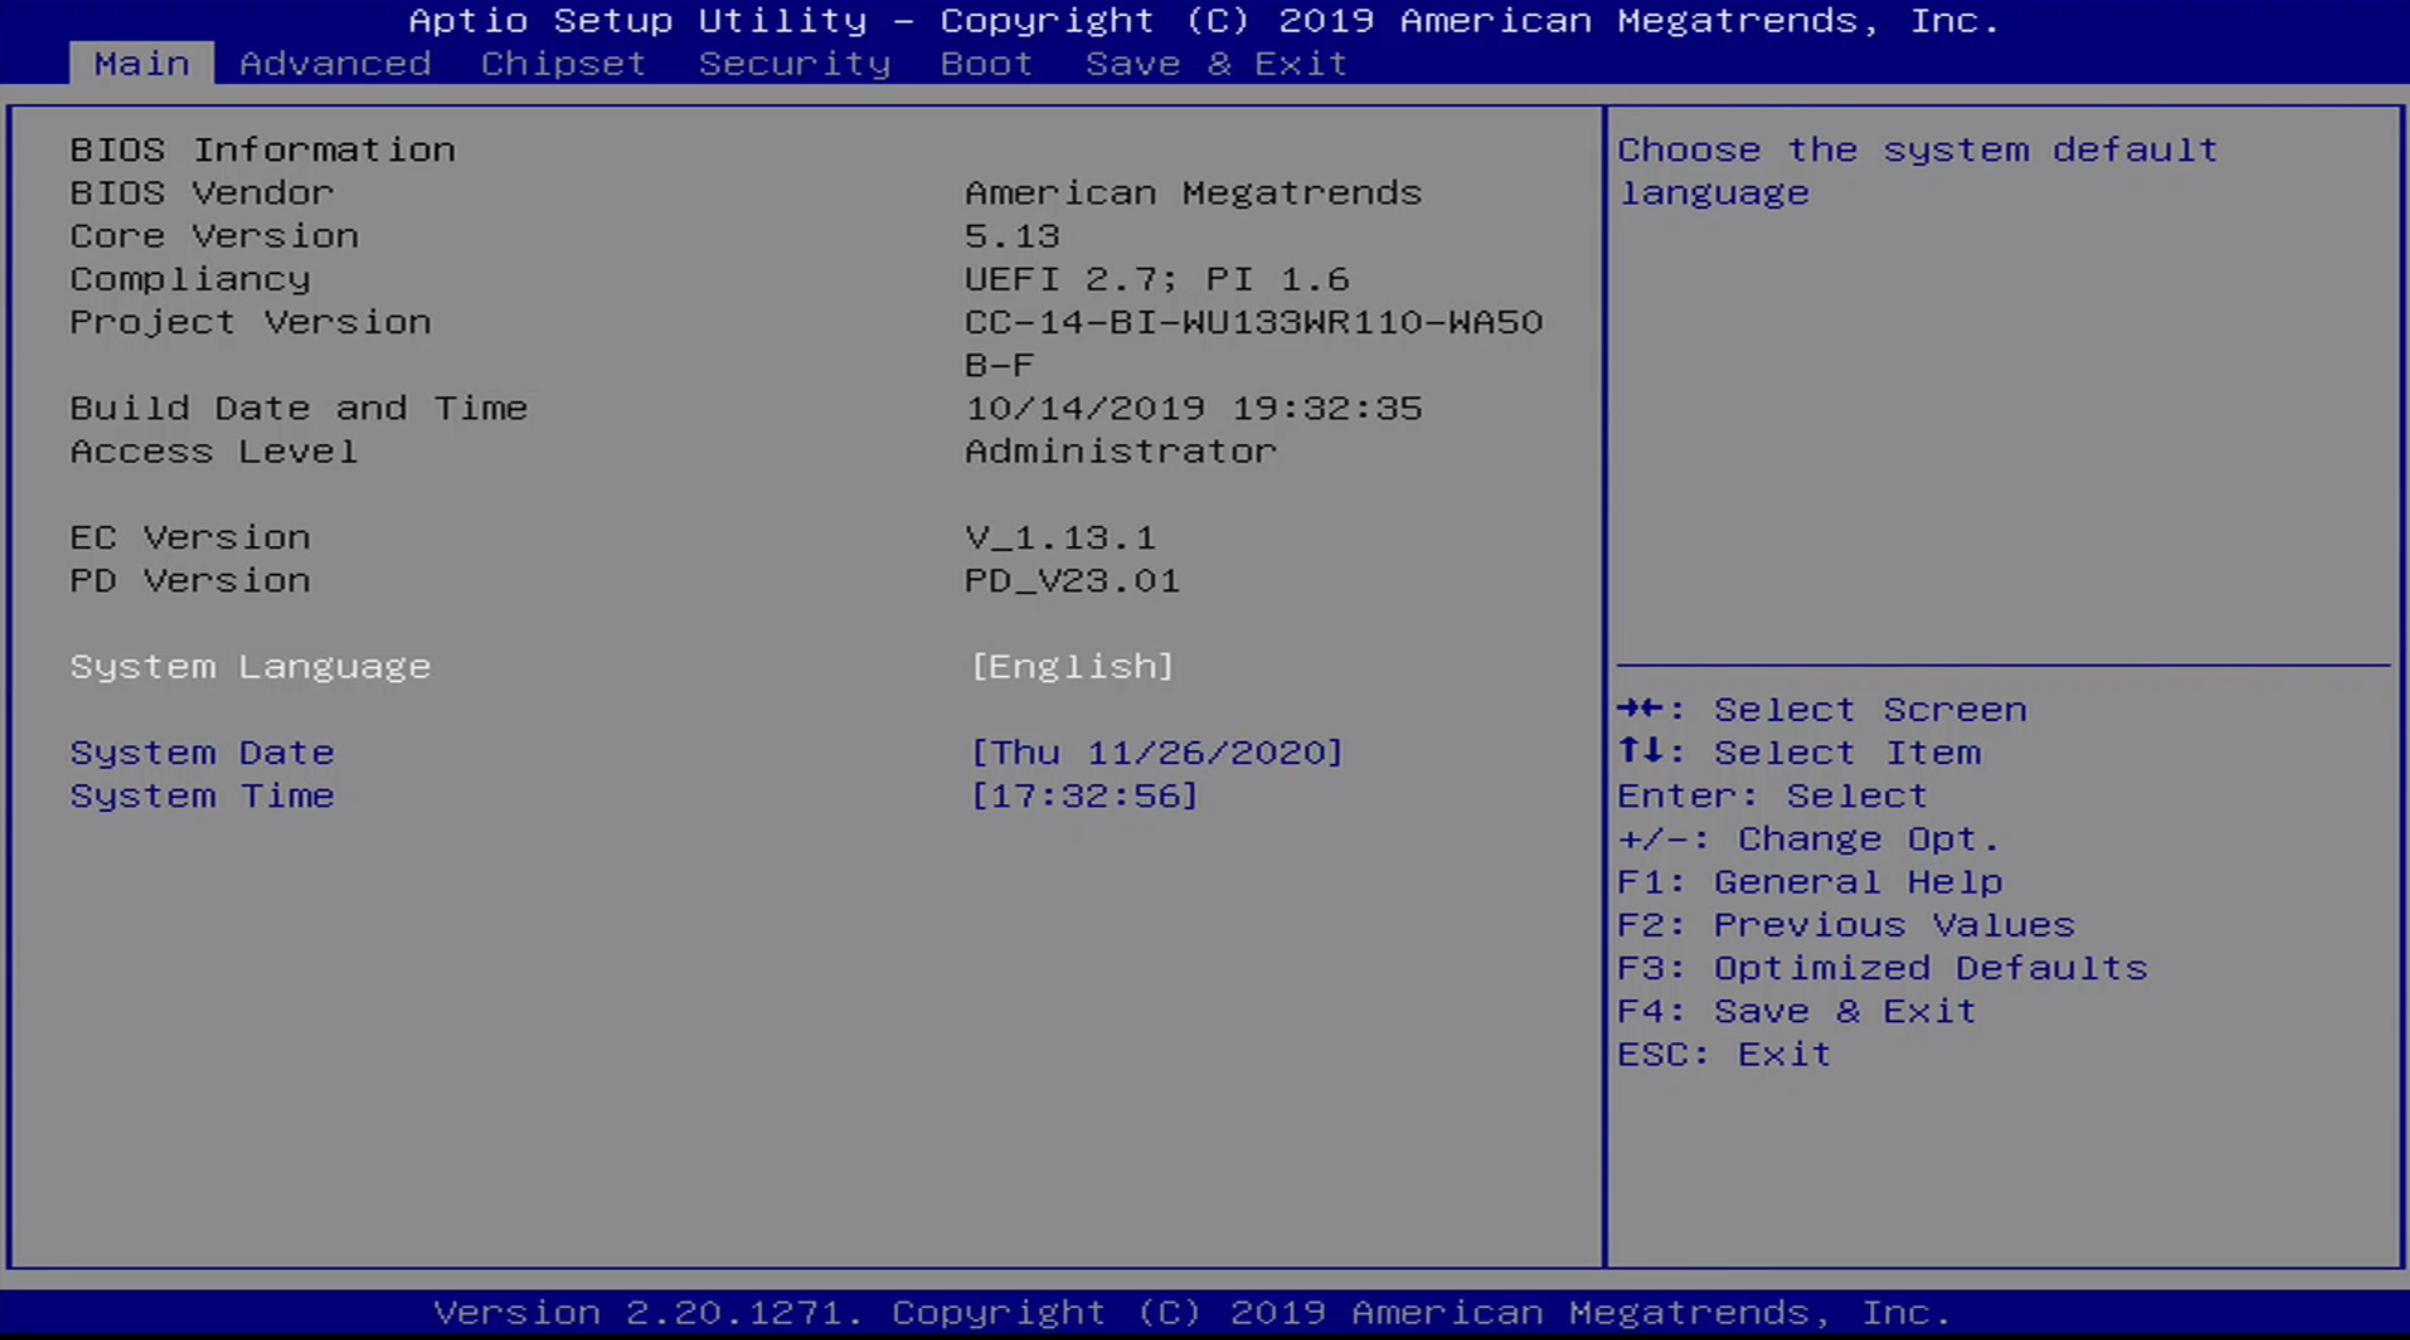 Aptio Setup Utility - Copyright (C) 2019 American Megatrends, Inc.
Main Advanced Chipset Security Boot Save & Exit
BIOS Information
BIOS Vendor American Megatrends
Core Version 5.13
Compliancy UEFI 2.7; PI 1.6
Project Version CC-14-BI-WU133WR110-WA50
B-F
Build Date and Time 10/14/2019 19:32:35
Access Level Administrator
EC Version V_1.13.1
PD Version PD_V23.01
System Language [English]
System Date [Thu 11/26/2020]
System Time [17:32:56]
Choose the system default
language
→←: Select Screen
↑↓: Select Item
Enter: Select
+/-: Change Opt.
F1: General Help
F2: Previous Values
F3: Optimized Defaults
F4: Save & Exit
ESC: Exit
Version 2.20.1271. Copyright (C) 2019 American Megatrends, Inc.